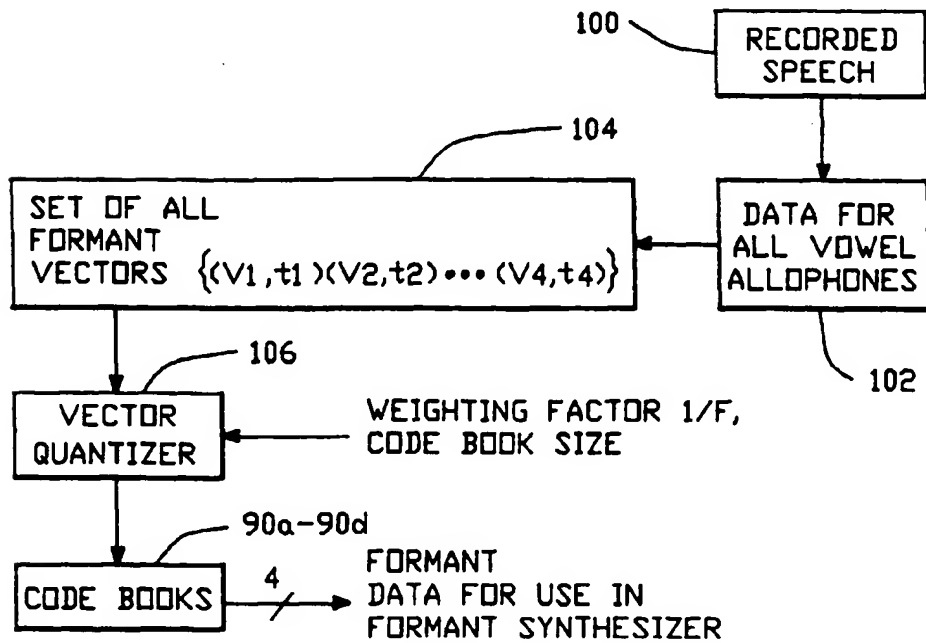 100
RECORDED
SPEECH
104
SET OF ALL
FORMANT
VECTORS {(V1,t1)(V2,t2)••• (V4,t4)}
DATA FOR
ALL VOWEL
ALLOPHONES
102
106
VECTOR
QUANTIZER
WEIGHTING FACTOR 1/F,
CODE BOOK SIZE
90a-90d
CODE BOOKS
4
FORMANT
DATA FOR USE IN
FORMANT SYNTHESIZER